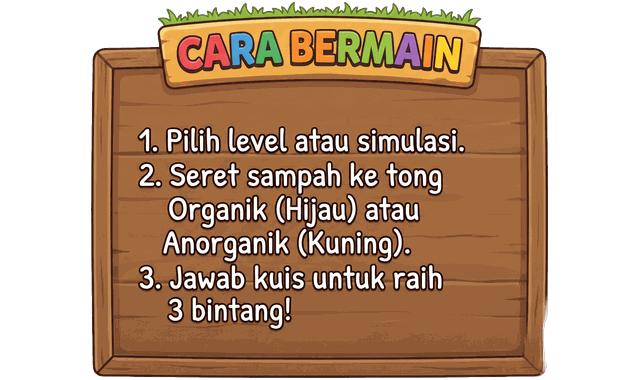 CARA BERMAIN
1. Pilih level atau simulasi.
2. Seret sampah ke tong
Organik (Hijau) atau
Anorganik (Kuning).
3. Jawab kuis untuk raih
3 bintang!